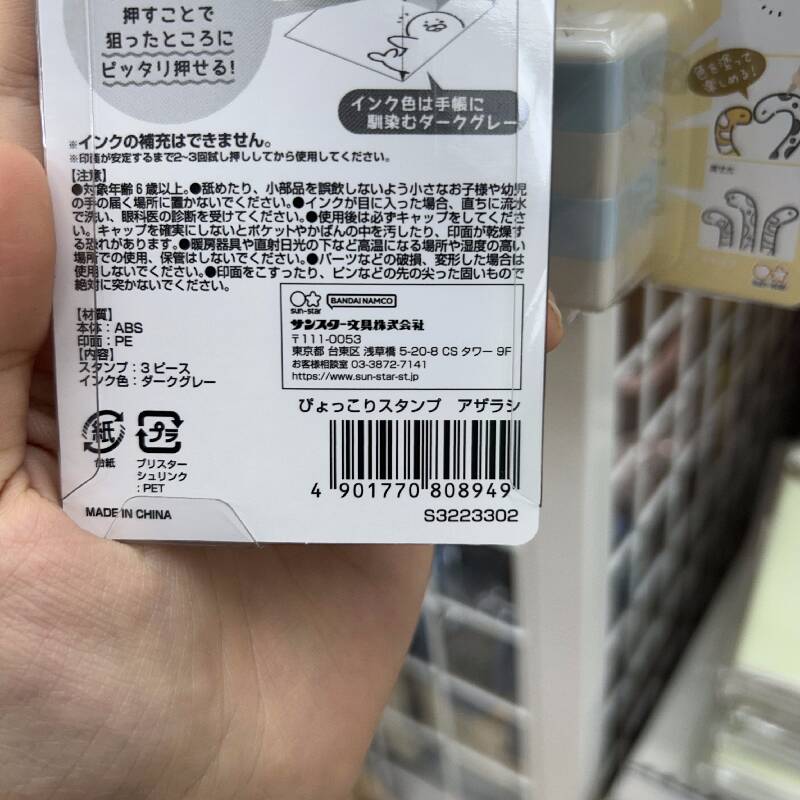 押すことで
狙ったところに
ピッタリ押せる!
インク色は手帳に
馴染むダークグレー
※インクの補充はできません。
※印面が安定するまで2~3回試し押ししてから使用してください。
【注意】
●対象年齢6歳以上。●舐めたり、小部品を誤飲しないよう小さなお子様や幼児
の手の届く場所に置かないでください。●インクが目に入った場合、直ちに流水
で洗い、眼科医の診断を受けてください。●使用後は必ずキャップをしてくださ
い。キャップを確実にしないとポケットやかばんの中を汚したり、印面が乾燥す
る恐れがあります。●暖房器具や直射日光の下など高温になる場所や湿度の高い
場所での使用、保管はしないでください。●パーツなどの破損、変形した場合は
使用しないでください。●印面をこすったり、ピンなどの先の尖った固いもので
絶対に突かないでください。
【材質】
本体:ABS
印面:PE
【内容】
スタンプ:3ピース
インク色:ダークグレー
sun-star
BANDAI NAMCO
サンスター文具株式会社
〒111-0053
東京都 台東区 浅草橋 5-20-8 CS タワー 9F
お客様相談室 03-3872-7141
https://www.sun-star-st.jp
ぴょっこりスタンプ アザラシ
紙
台紙
プラ
ブリスター
シュリンク
:PET
4 901770 808949
MADE IN CHINA
S3223302
色を塗って
楽しめる!
sun-star